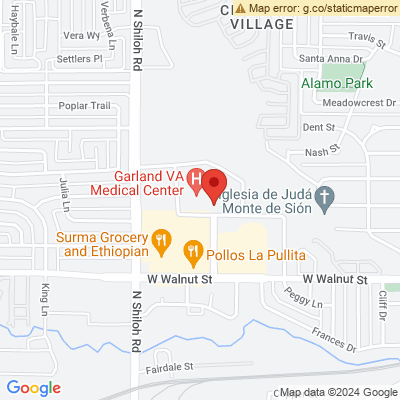 Map error: g.co/staticmaperror
VILLAGE
Haybale Ln
Verbena Ln
Vera Wy
Settlers Pl
N Shiloh Rd
Travis St
Santa Anna Dr
Alamo Park
Meadowcrest Dr
Poplar Trail
Dent St
Nash St
Garland VA
Medical Center
Julia Ln
Iglesia de Judá
Monte de Sión
Surma Grocery
and Ethiopian
Pollos La Pullita
W Walnut St
W Walnut St
King Ln
N Shiloh Rd
Peggy Ln
Cliff Dr
Frances Dr
Fairdale St
Google
Map data ©2024 Google